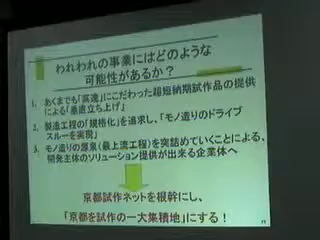 われわれの事業にはどのような
可能性があるか？
1. あくまでも「高速」にこだわった超短納期試作品の提供
による「垂直立ち上げ」
2. 製造工程の「規格化」を追求し、「モノ造りのドライブ
スルーを実現」
3. モノ造りの源泉（最上流工程）を突詰めていくことによる、
開発主体のソリューション提供が出来る企業体へ
京都試作ネットを根幹にし、
「京都を試作の一大集積地」にする！